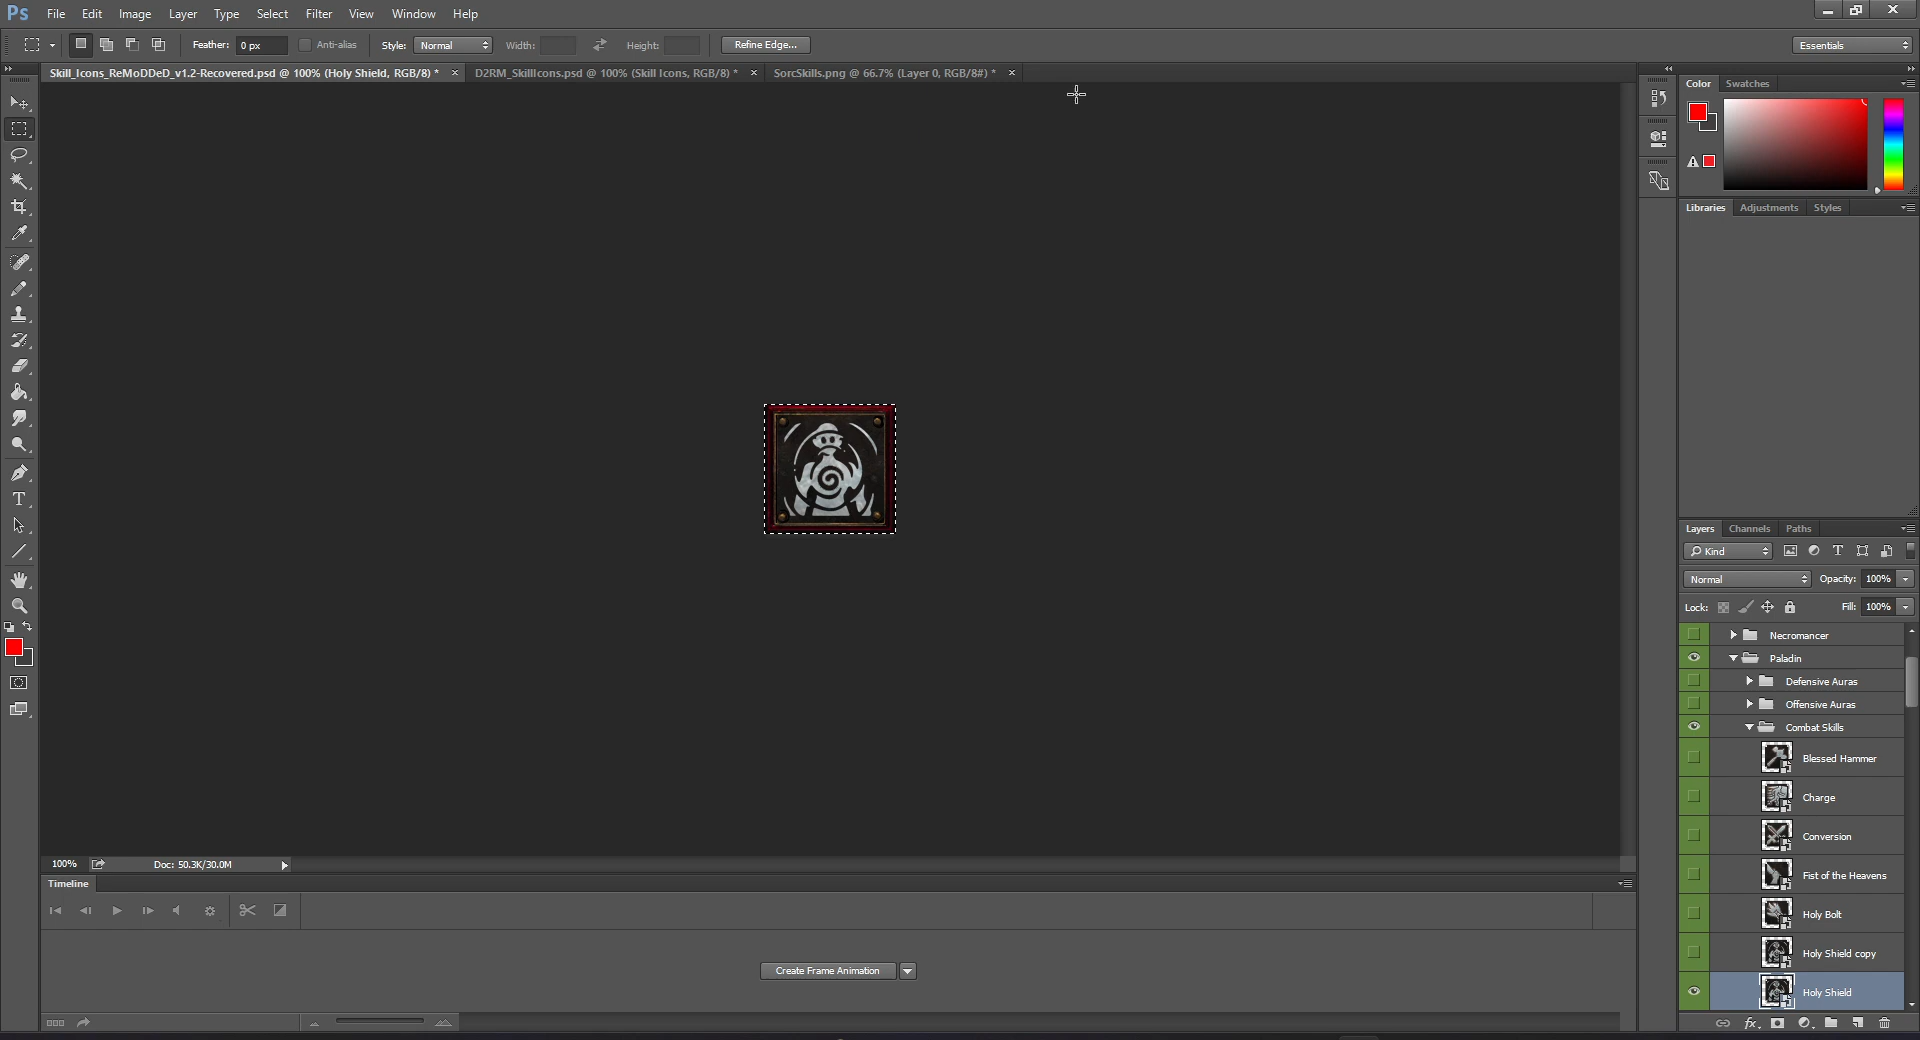 Ps File Edit Image Layer Type Select Filter View Window Help
Feather: 0 px Anti-alias Style: Normal Width: Height: Refine Edge... Essentials
Skill_Icons_ReMoDDeD_v1.2-Recovered.psd @ 100% (Holy Shield, RGB/8) * × D2RM_SkillIcons.psd @ 100% (Skill Icons, RGB/8) * × SorcSkills.png @ 66.7% (Layer 0, RGB/8#) * ×
Color Swatches
Libraries Adjustments Styles
Layers Channels Paths
Kind
Normal Opacity: 100%
Lock: Fill: 100%
Necromancer
Paladin
Defensive Auras
Offensive Auras
Combat Skills
Blessed Hammer
Charge
Conversion
Fist of the Heavens
Holy Bolt
Holy Shield copy
Holy Shield
fx
T
100% Doc: 50.3K/30.0M
Timeline
Create Frame Animation